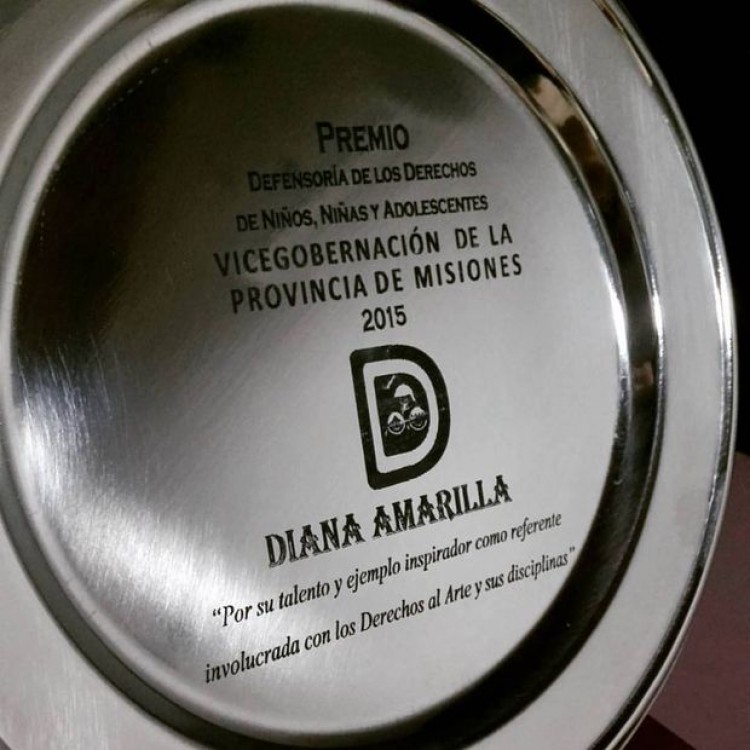 PREMIO
DEFENSORÍA DE LOS DERECHOS
DE NIÑOS, NIÑAS Y ADOLESCENTES
VICEGOBERNACIÓN DE LA
PROVINCIA DE MISIONES
2015
D
DIANA AMARILLA
“Por su talento y ejemplo inspirador como referente
involucrada con los Derechos al Arte y sus disciplinas”